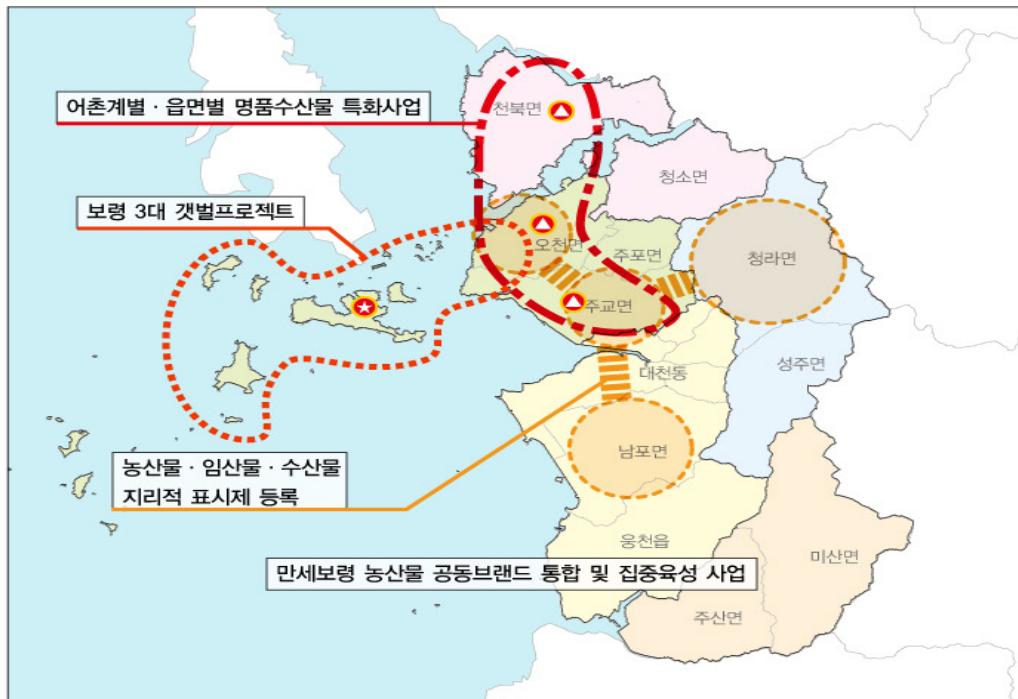 어촌계별 · 읍면별 명품수산물 특화사업
천북면
청소면
보령 3대 갯벌프로젝트
오천면
주포면
청라면
주교면
성주면
대천동
농산물 · 임산물 · 수산물
지리적 표시제 등록
남포면
웅천읍
미산면
만세보령 농산물 공동브랜드 통합 및 집중육성 사업
주산면